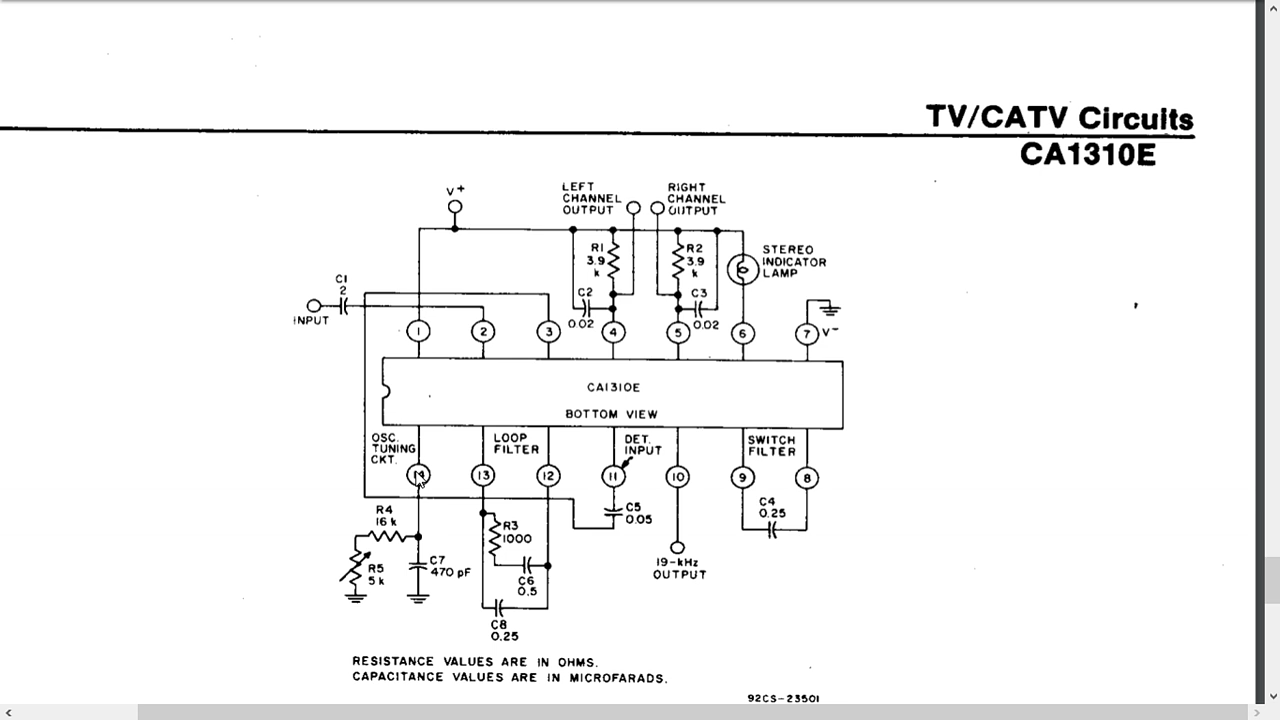 TV/CATV Circuits
CA1310E
V+
LEFT
CHANNEL
OUTPUT
RIGHT
CHANNEL
OUTPUT
R1
3.9
k
R2
3.9
k
STEREO
INDICATOR
LAMP
C1
2
INPUT
C2
0.02
C3
0.02
1
2
3
4
5
6
7
V-
CA1310E
BOTTOM VIEW
OSC.
TUNING
CKT.
LOOP
FILTER
DET.
INPUT
SWITCH
FILTER
14
13
12
11
10
9
8
R4
16 k
R5
5 k
C7
470 pF
R3
1000
C6
0.5
C8
0.25
C5
0.05
19-kHz
OUTPUT
C4
0.25
RESISTANCE VALUES ARE IN OHMS.
CAPACITANCE VALUES ARE IN MICROFARADS.
92CS-23501